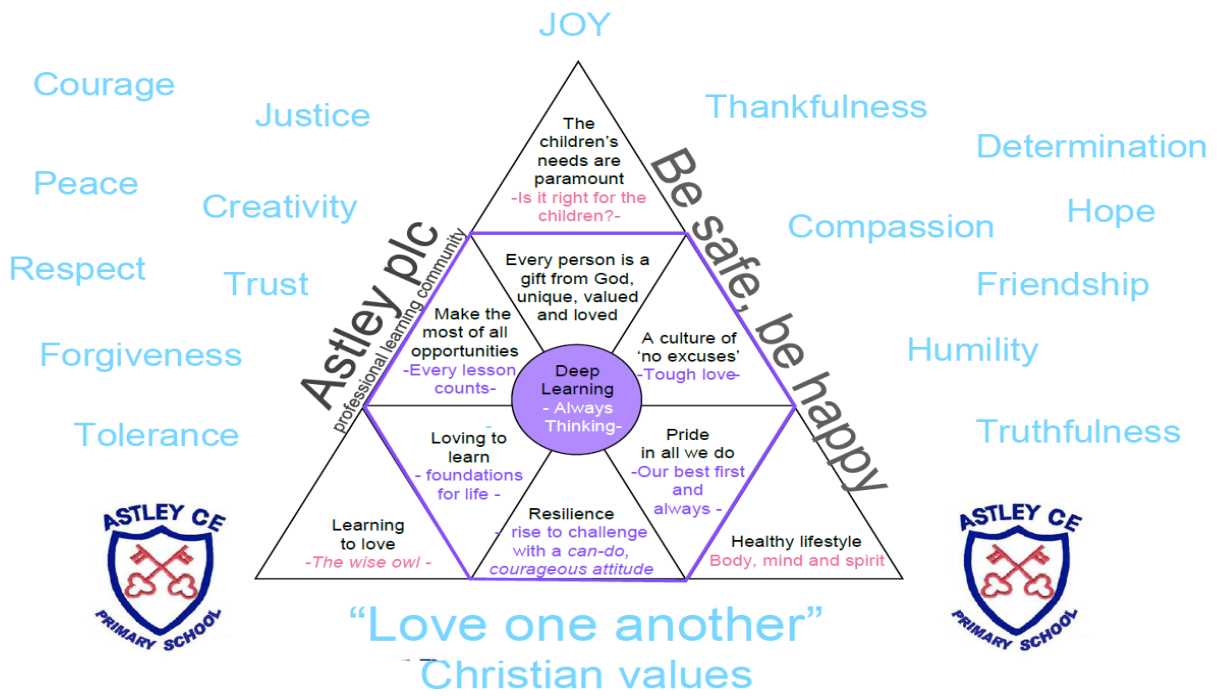 JOY
Courage
Justice
Peace
Creativity
Respect
Trust
Forgiveness
Tolerance
Thankfulness
Determination
Hope
Compassion
Friendship
Humility
Truthfulness
Astley plc
professional learning community
Be safe, be happy
The
children's
needs are
paramount
-Is it right for the
children?-
Every person is a
gift from God,
unique, valued
and loved
Make the
most of all
opportunities
-Every lesson
counts-
A culture of
'no excuses'
-Tough love-
Deep
Learning
- Always
Thinking-
Loving to
learn
- foundations
for life -
Pride
in all we do
-Our best first
and
always -
Learning
to love
-The wise owl -
Resilience
- rise to challenge
with a can-do,
courageous attitude
Healthy lifestyle
Body, mind and spirit
ASTLEY CE
PRIMARY SCHOOL
ASTLEY CE
PRIMARY SCHOOL
“Love one another”
Christian values